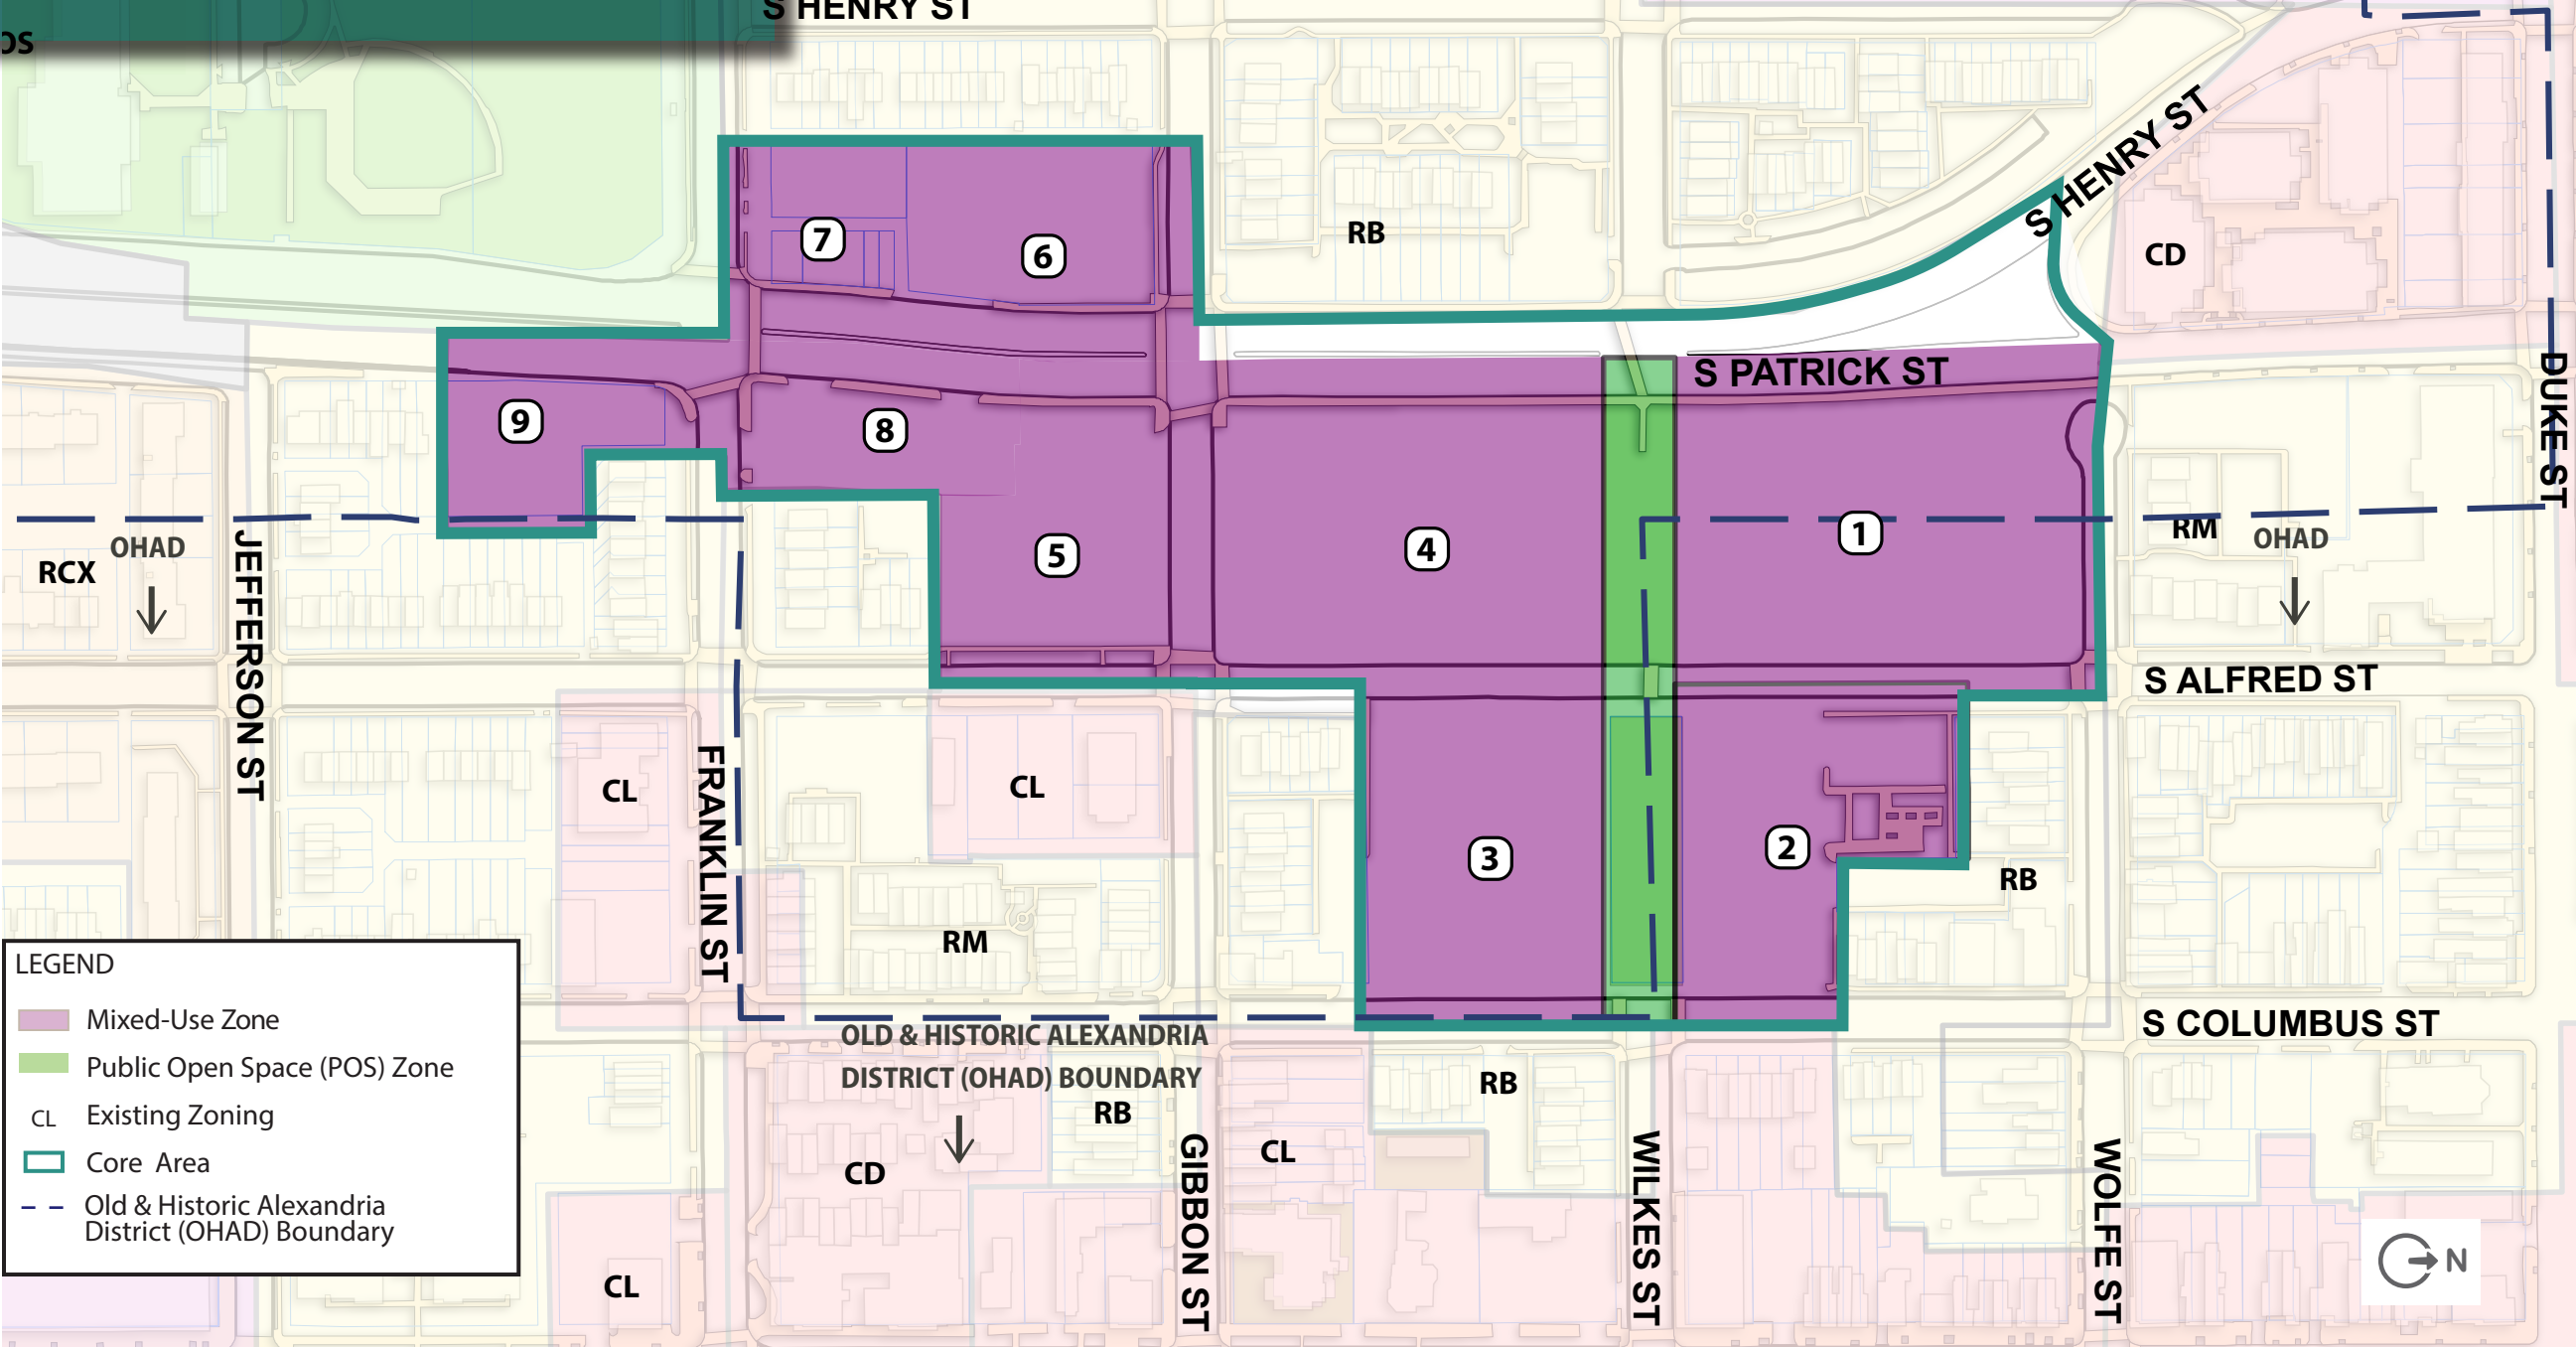 S HENRY ST
OS
S HENRY ST
RB
CD
7
6
S PATRICK ST
DUKE ST
9
8
OHAD
RCX
5
4
1
RM
OHAD
JEFFERSON ST
S ALFRED ST
FRANKLIN ST
CL
CL
3
2
RB
RM
S COLUMBUS ST
OLD & HISTORIC ALEXANDRIA
DISTRICT (OHAD) BOUNDARY
RB
RB
CD
CL
GIBBON ST
WILKES ST
WOLFE ST
CL
N
LEGEND
Mixed-Use Zone
Public Open Space (POS) Zone
CL Existing Zoning
Core Area
Old & Historic Alexandria
District (OHAD) Boundary